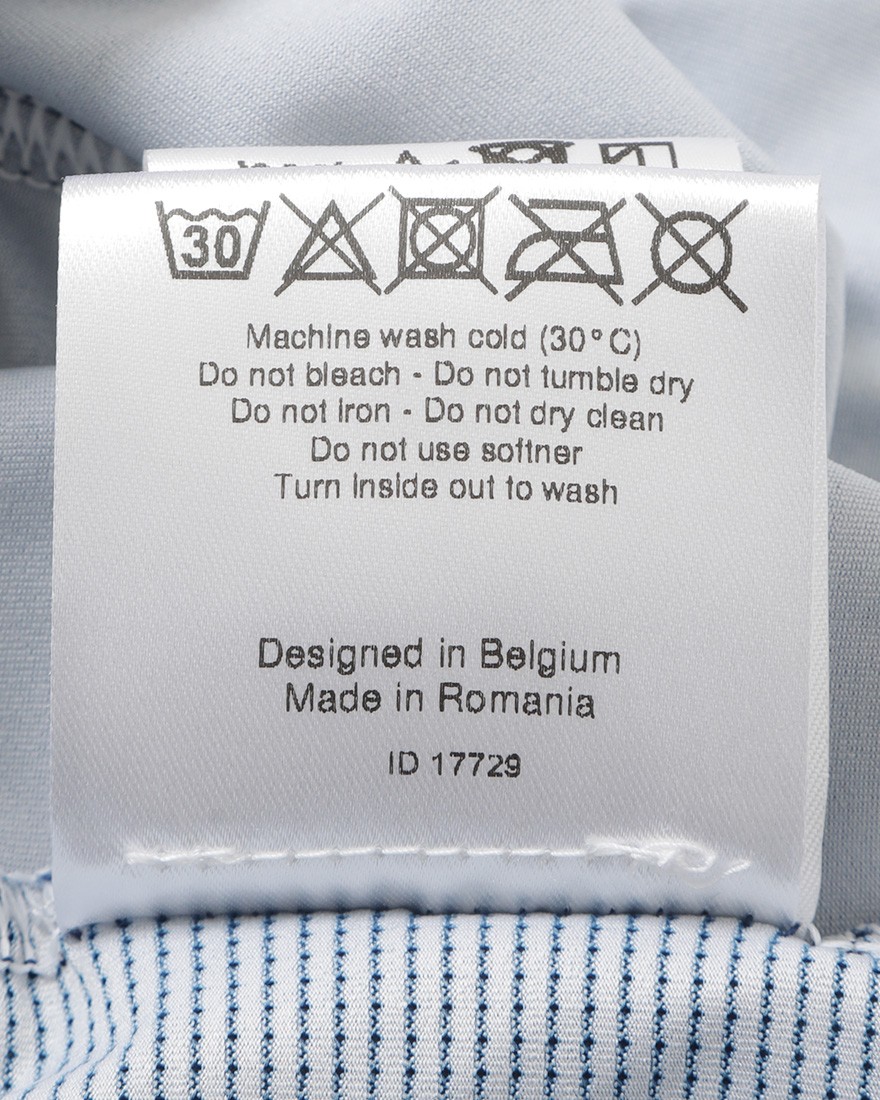 30
Machine wash cold (30°C)
Do not bleach - Do not tumble dry
Do not iron - Do not dry clean
Do not use softner
Turn inside out to wash
Designed in Belgium
Made in Romania
ID 17729